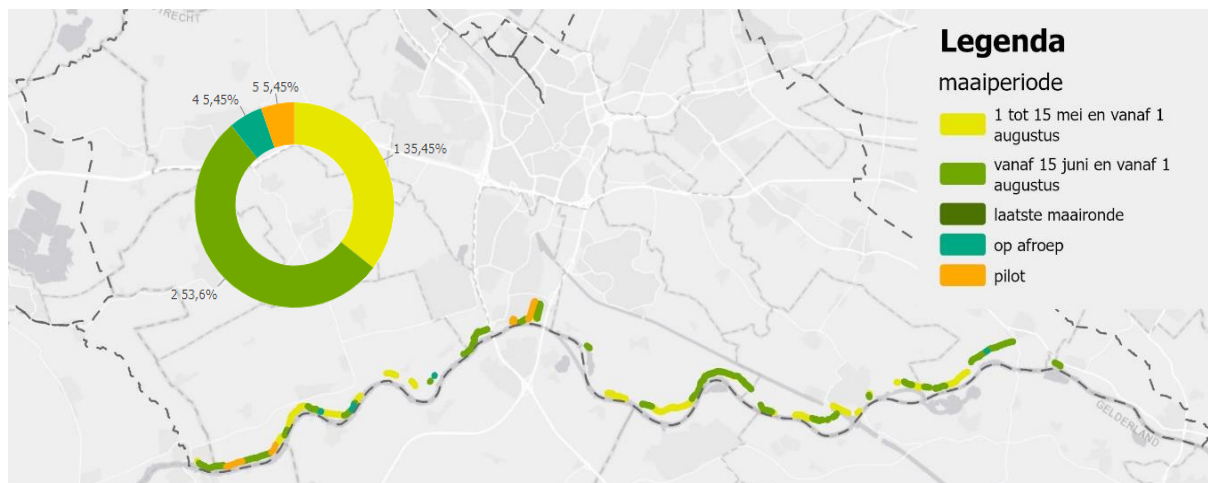 UTRECHT
Legenda
maaiperiode
1 tot 15 mei en vanaf 1
augustus
vanaf 15 juni en vanaf 1
augustus
laatste maaironde
op afroep
pilot
4 5,45%
5 5,45%
1 35,45%
2 53,6%
GELDERLAND